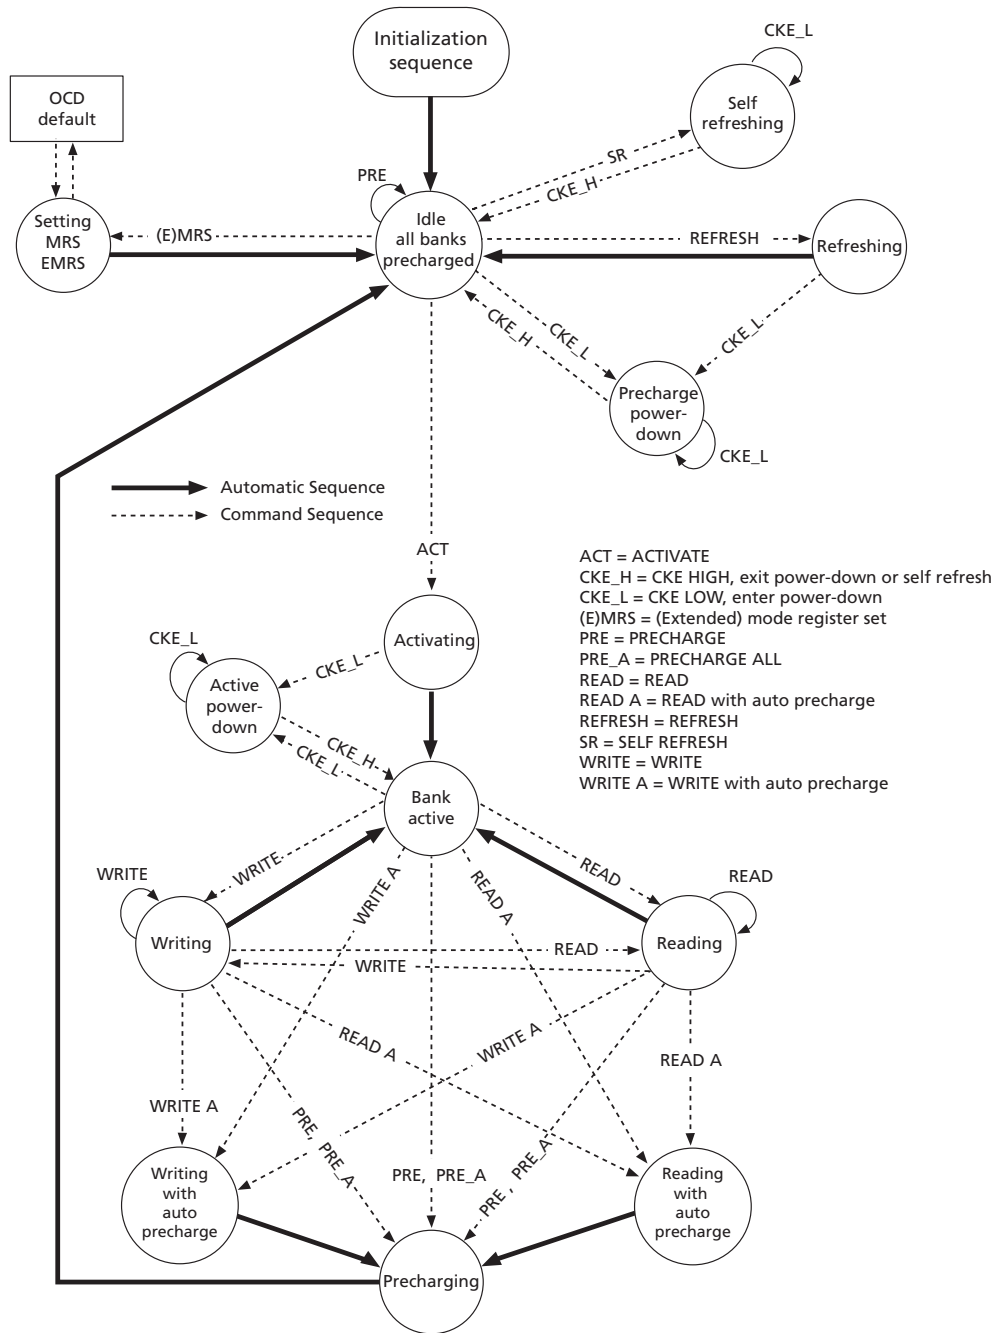 Initialization
sequence
CKE_L
OCD
default
Self
refreshing
SR
CKE_H
PRE
Setting
MRS
EMRS
(E)MRS
Idle
all banks
precharged
REFRESH
Refreshing
CKE_H
CKE_L
CKE_L
Precharge
power-
down
CKE_L
Automatic Sequence
Command Sequence
ACT
ACT = ACTIVATE
CKE_H = CKE HIGH, exit power-down or self refresh
CKE_L = CKE LOW, enter power-down
(E)MRS = (Extended) mode register set
PRE = PRECHARGE
PRE_A = PRECHARGE ALL
READ = READ
READ A = READ with auto precharge
REFRESH = REFRESH
SR = SELF REFRESH
WRITE = WRITE
WRITE A = WRITE with auto precharge
Activating
CKE_L
CKE_L
Active
power-
down
CKE_H
CKE_L
Bank
active
WRITE
WRITE
WRITE A
READ A
READ
READ
Writing
READ
WRITE
Reading
READ A
WRITE A
READ A
WRITE A
PRE, PRE_A
PRE, PRE_A
PRE , PRE_A
Writing
with
auto
precharge
Reading
with
auto
precharge
Precharging